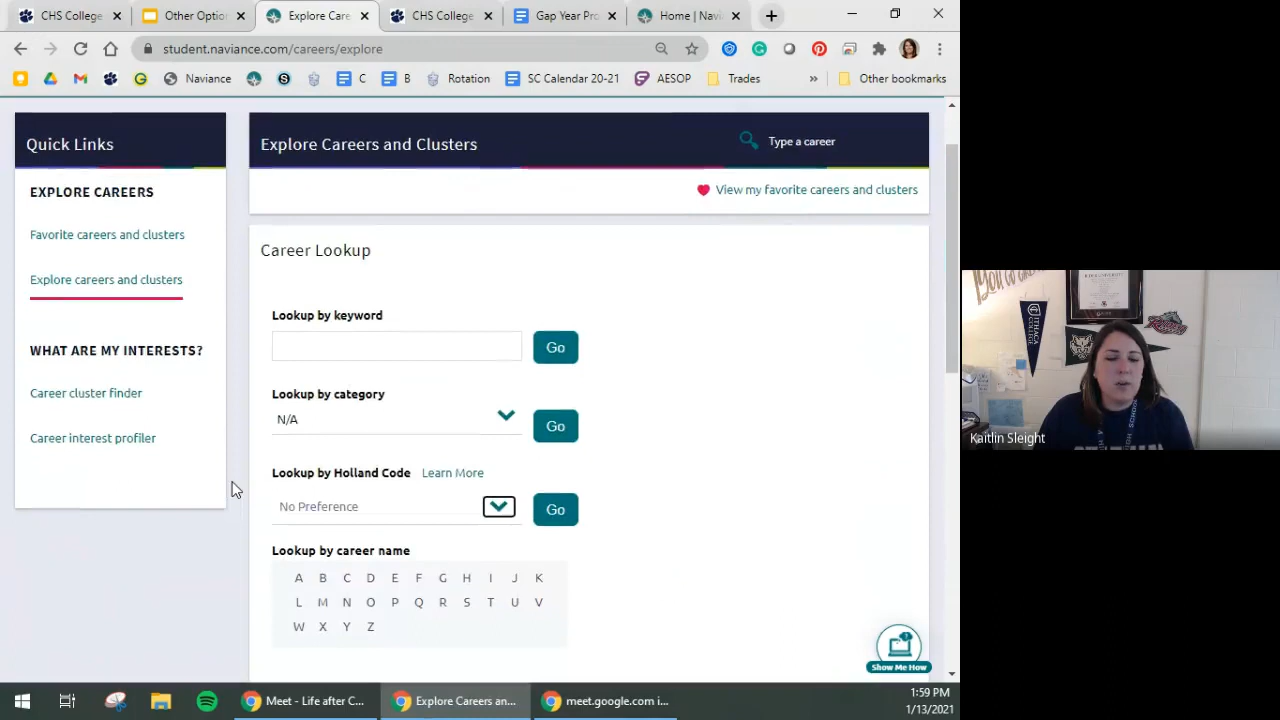 CHS College
Other Option
Explore Care
CHS College
Gap Year Pro
Home | Navi
student.naviance.com/careers/explore
Naviance
C
B
Rotation
SC Calendar 20-21
AESOP
Trades
Other bookmarks
Quick Links
EXPLORE CAREERS
Favorite careers and clusters
Explore careers and clusters
WHAT ARE MY INTERESTS?
Career cluster finder
Career interest profiler
Explore Careers and Clusters
Type a career
View my favorite careers and clusters
Career Lookup
Lookup by keyword
Go
Lookup by category
N/A
Go
Lookup by Holland Code Learn More
No Preference
Go
Lookup by career name
A B C D E F G H I J K
L M N O P Q R S T U V
W X Y Z
Show Me How
Kaitlin Sleight
ITHACA COLLEGE
Meet - Life after C...
Explore Careers an...
meet.google.com i...
1:59 PM
1/13/2021